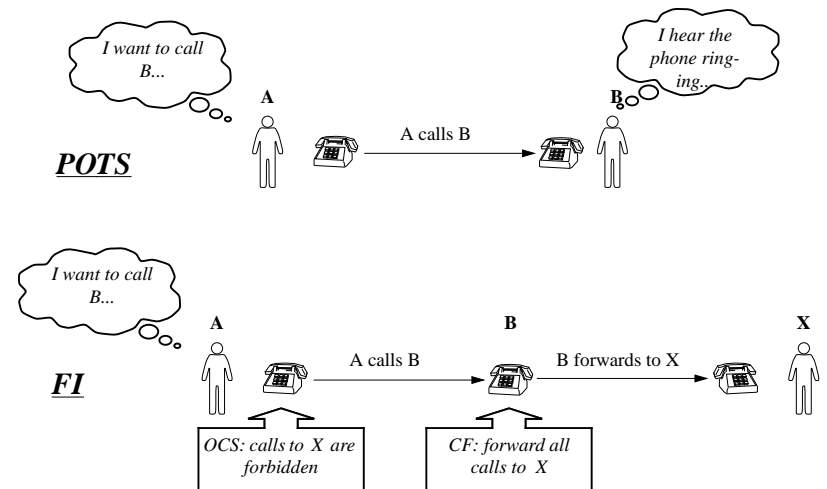 I want to call
B...
I hear the
phone ring-
ing...
A
B
A calls B
POTS
I want to call
B...
A
B
X
A calls B
B forwards to X
FI
OCS: calls to X are
forbidden
CF: forward all
calls to X